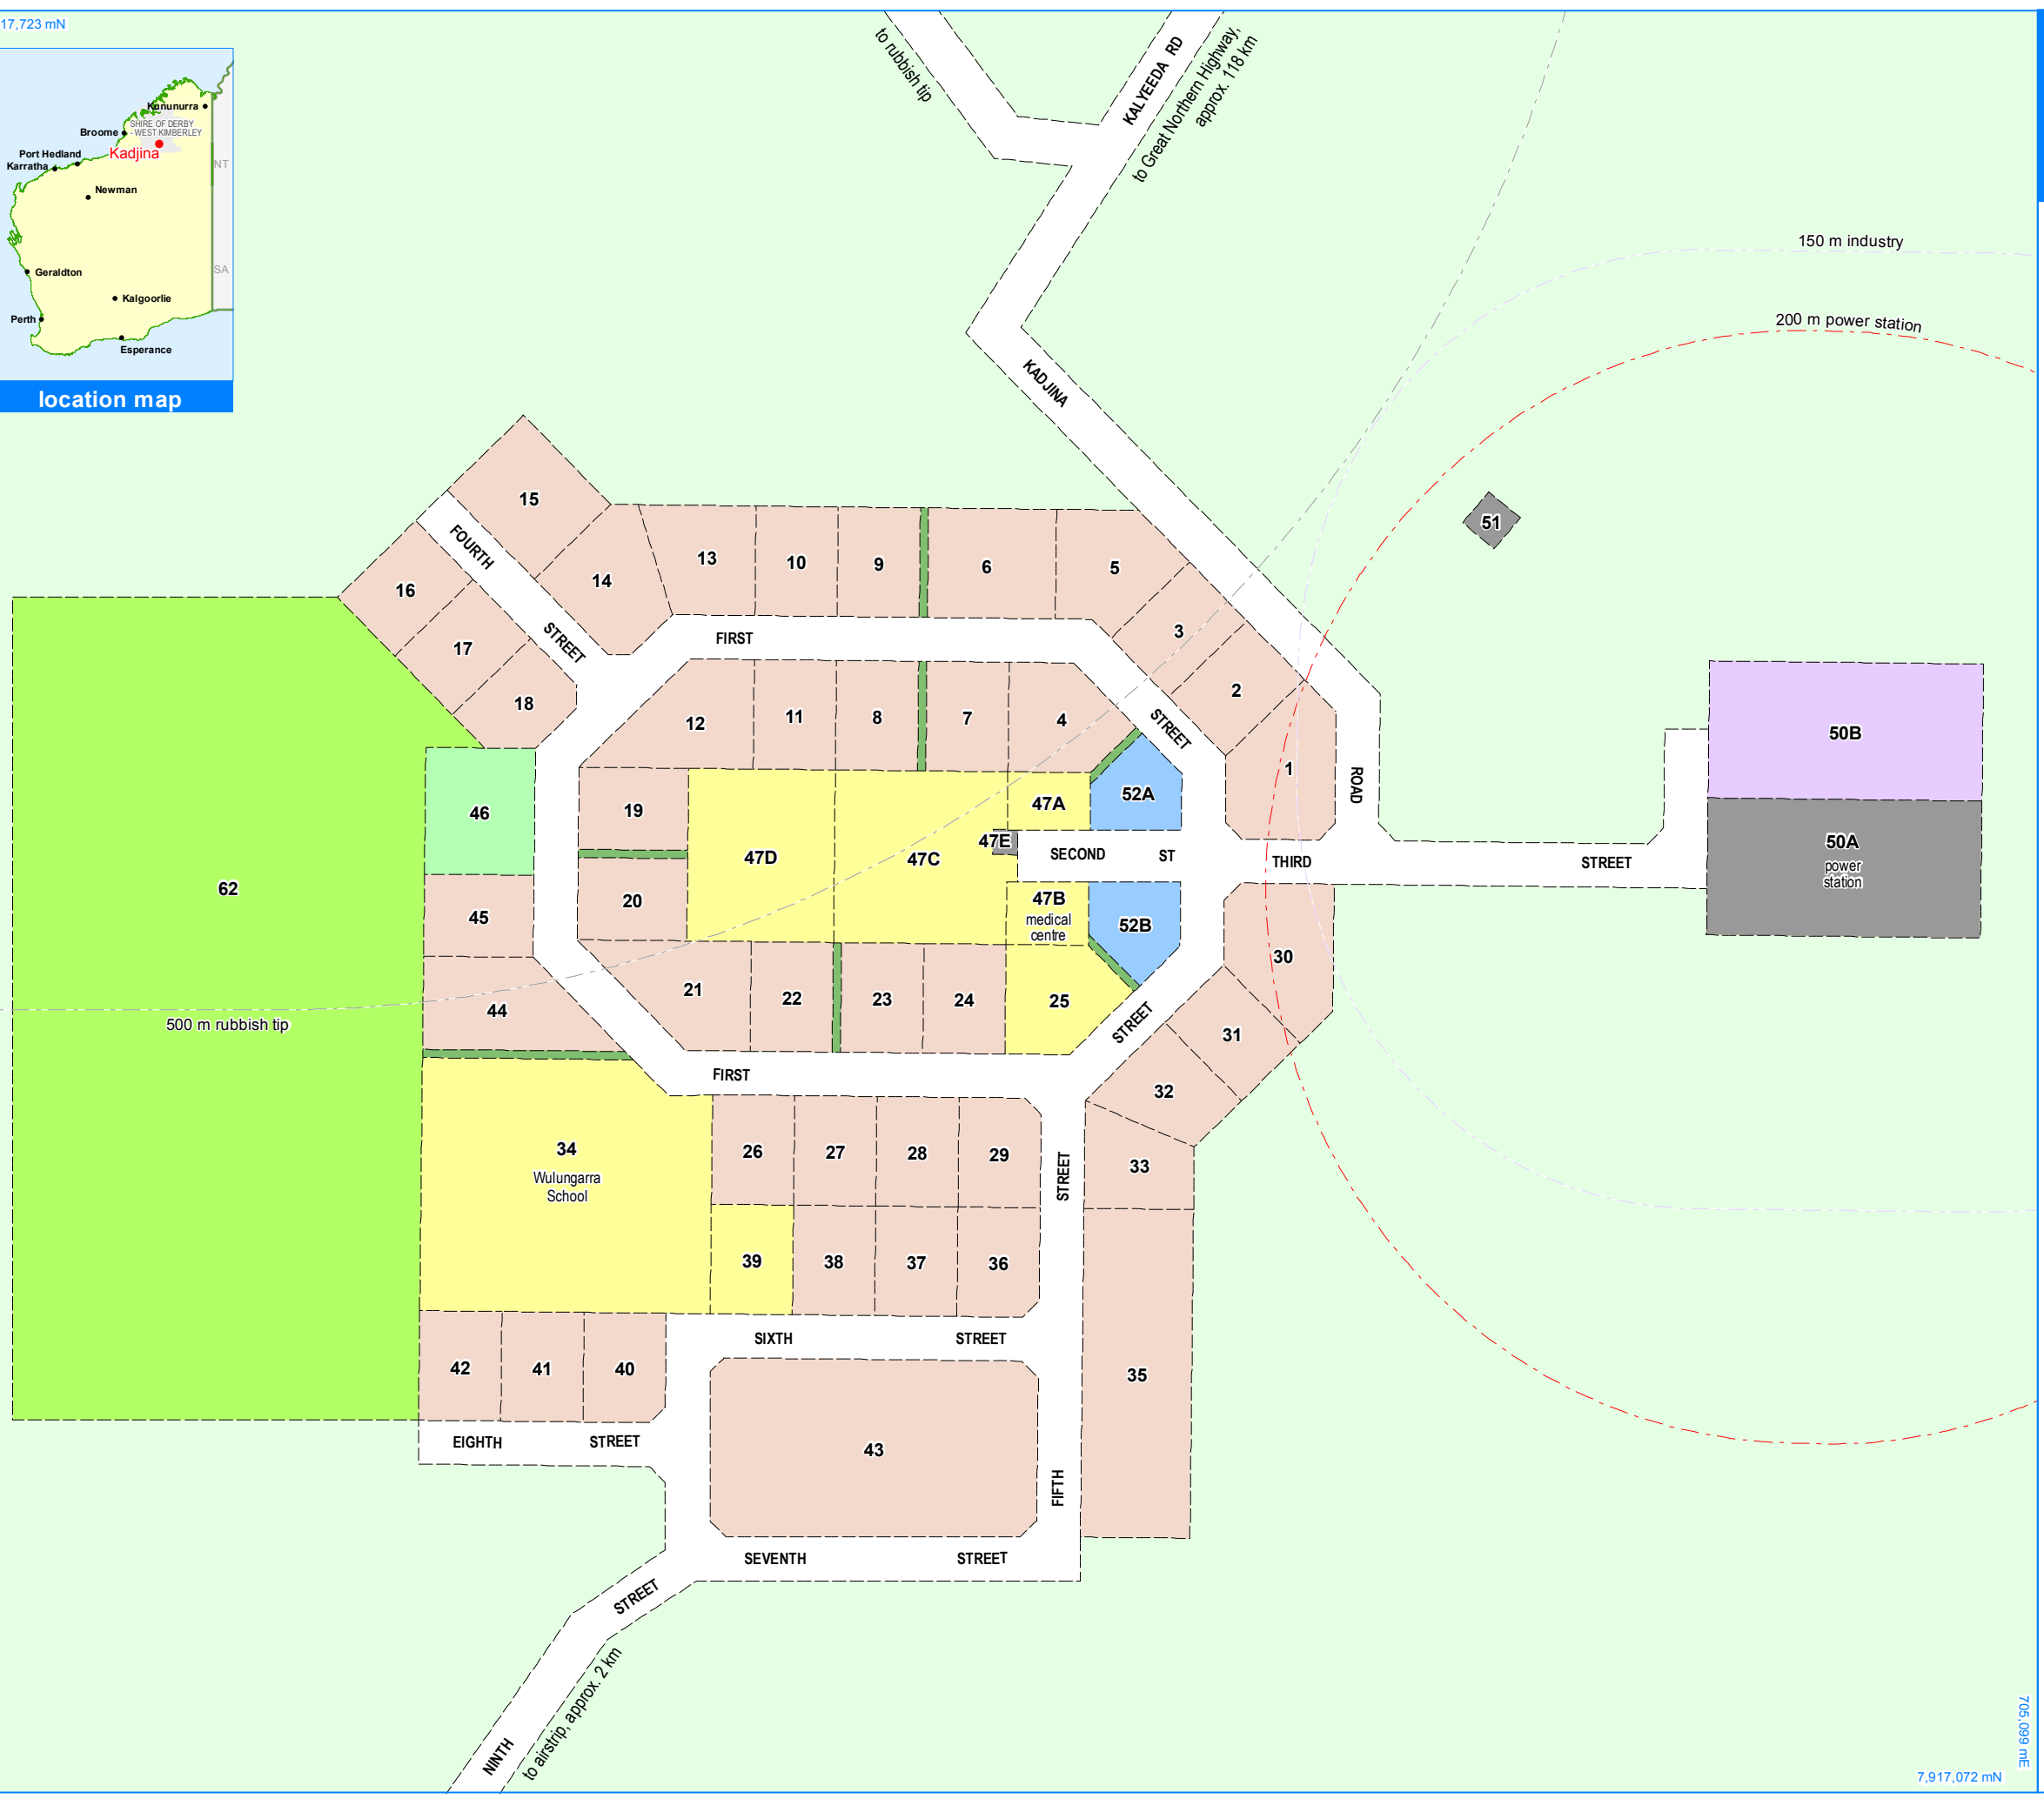 17,723 mN
Kununurra
SHIRE OF DERBY
- WEST KIMBERLEY
Broome
Kadjina
Port Hedland
Karratha
NT
Newman
SA
Geraldton
Kalgoorlie
Perth
Esperance
location map
to rubbish tip
KALYEEDA RD
to Great Northern Highway,
approx. 118 km
150 m industry
200 m power station
KADJINA
ROAD
51
15
14
13
10
9
6
5
FOURTH
STREET
16
17
18
FIRST
STREET
3
2
1
12
11
8
7
4
50B
50A
power
station
46
19
47D
47C
47A
47E
52A
SECOND ST
THIRD STREET
62
45
20
47B
medical
centre
52B
44
21
22
23
24
25
30
31
32
33
500 m rubbish tip
FIRST
STREET
34
Wulungarra
School
26
27
28
29
STREET
39
38
37
36
SIXTH STREET
42
41
40
35
43
EIGHTH STREET
FIFTH
SEVENTH STREET
STREET
NINTH
to airstrip, approx. 2 km
705,099 mE
7,917,072 mN